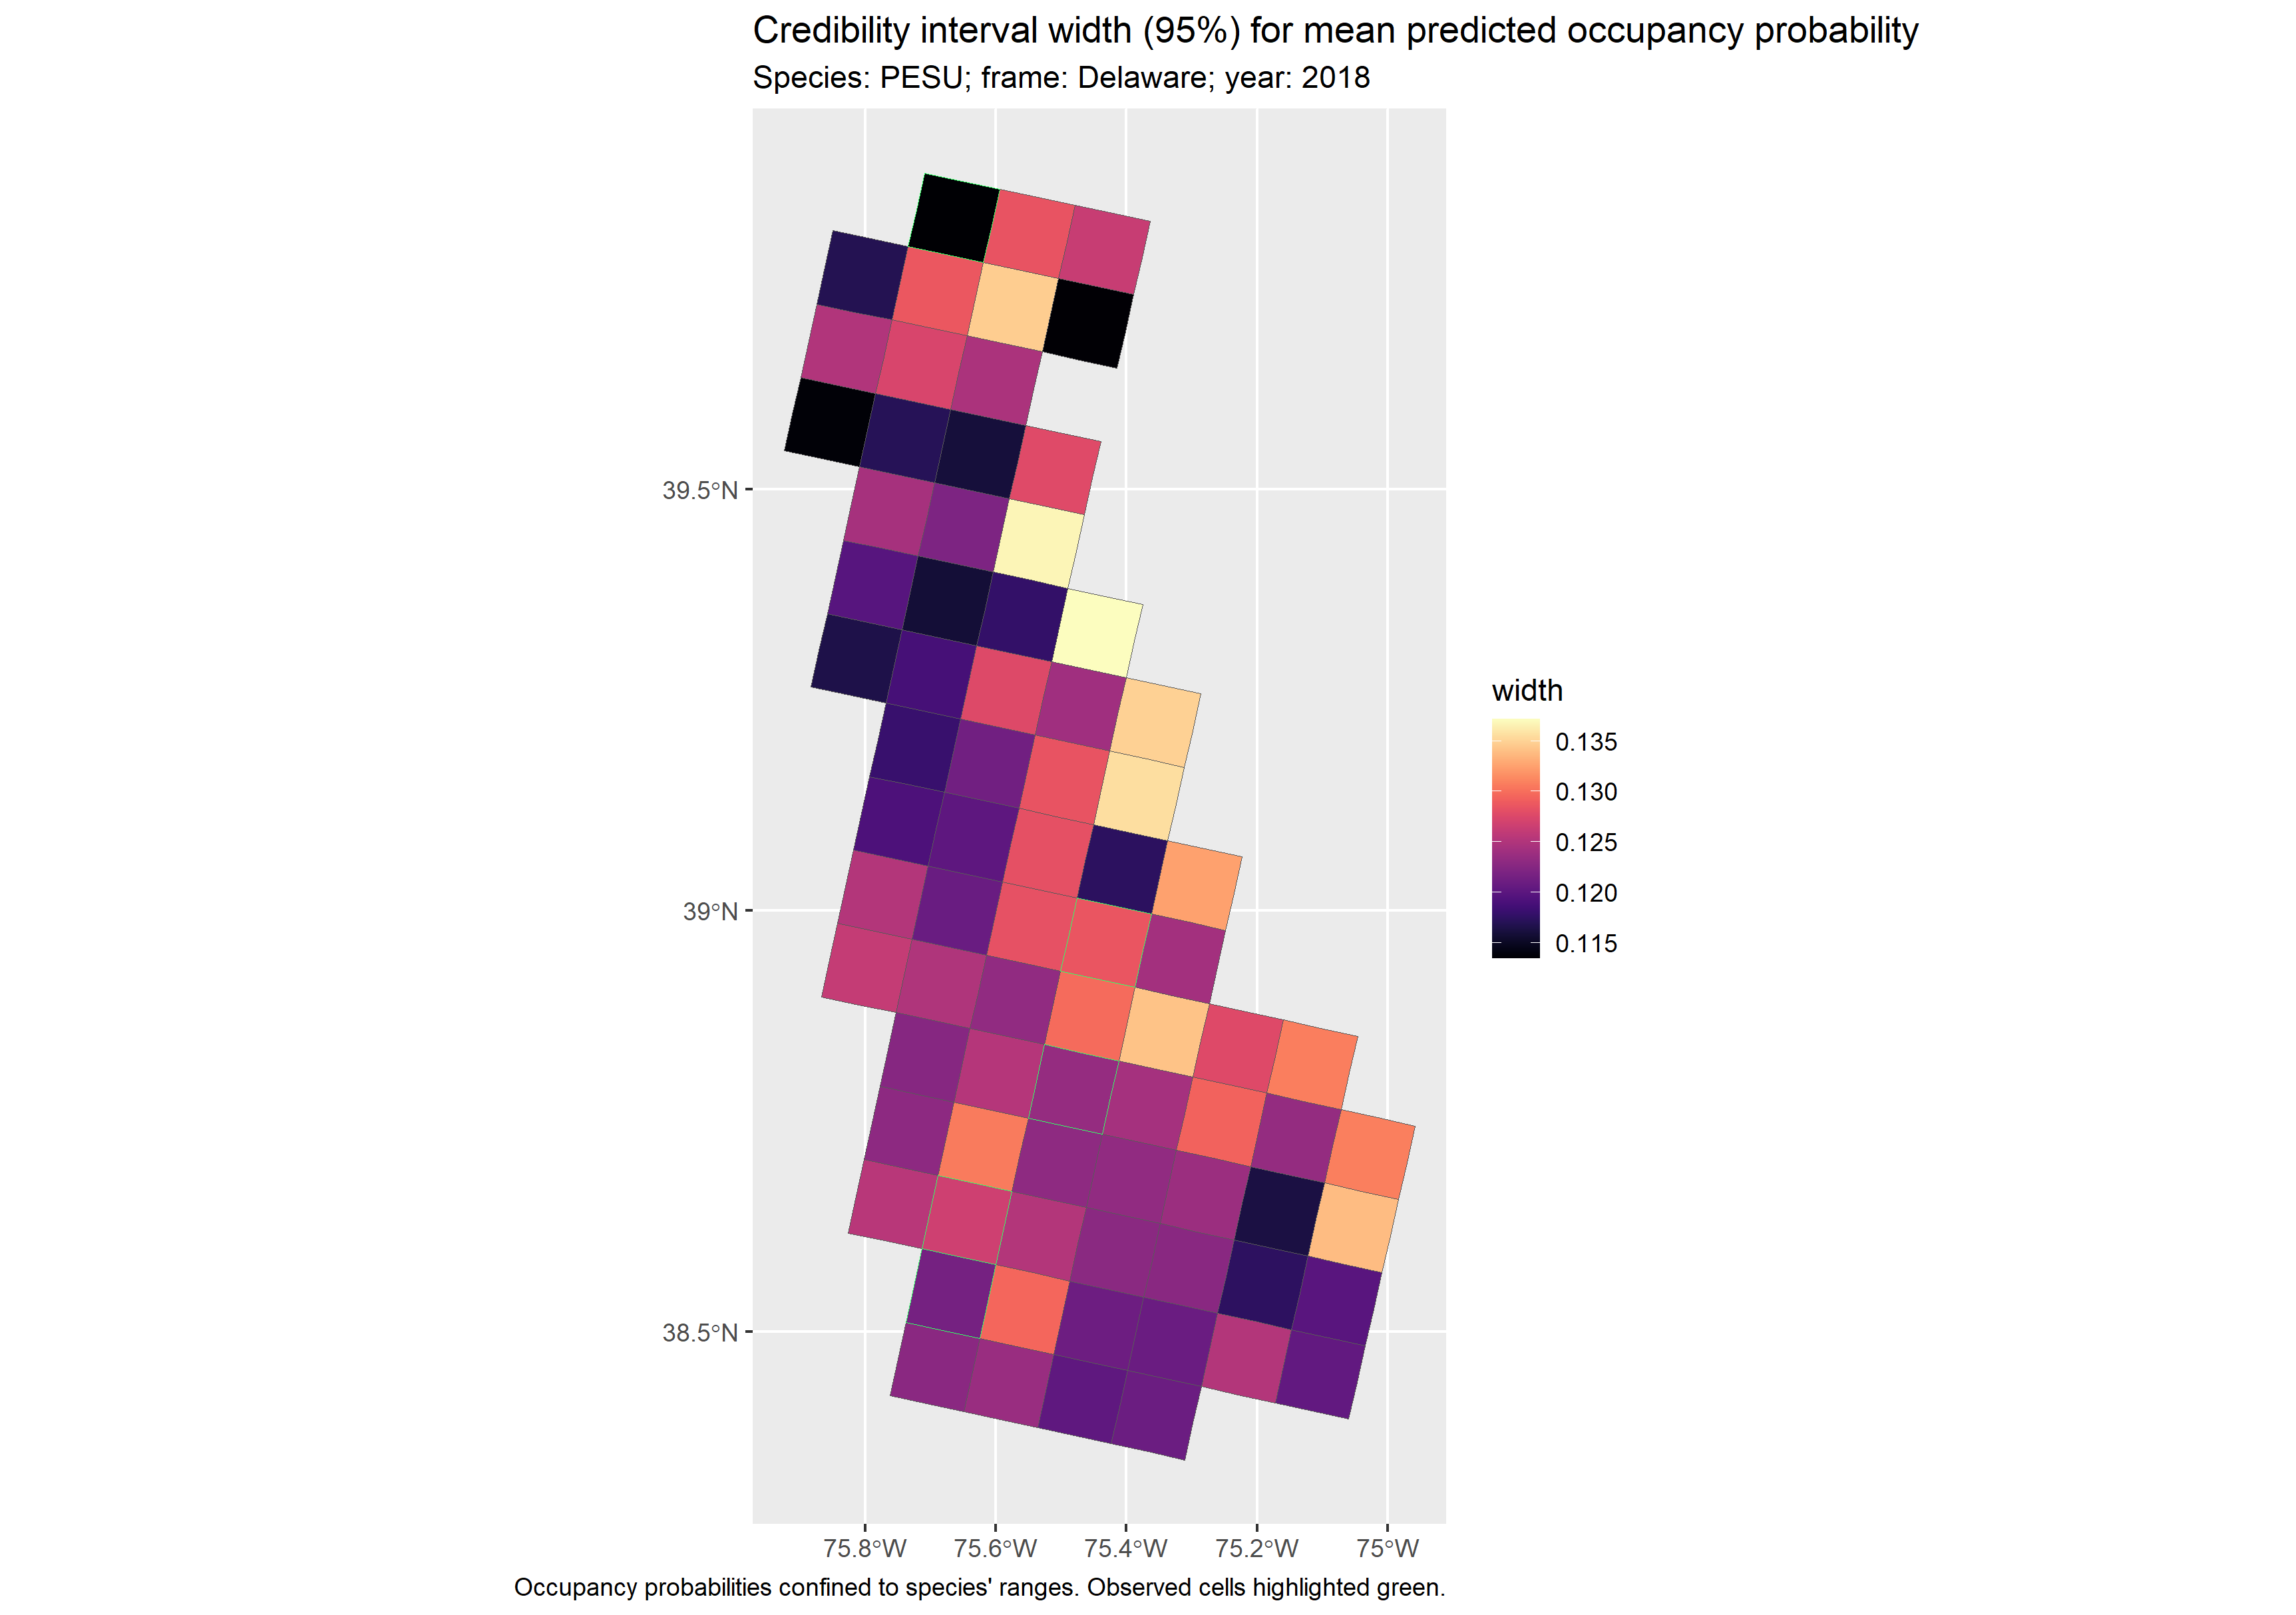 Credibility interval width (95%) for mean predicted occupancy probability
Species: PESU; frame: Delaware; year: 2018
39.5°N
39°N
38.5°N
width
0.135
0.130
0.125
0.120
0.115
75.8°W 75.6°W 75.4°W 75.2°W 75°W
Occupancy probabilities confined to species' ranges. Observed cells highlighted green.